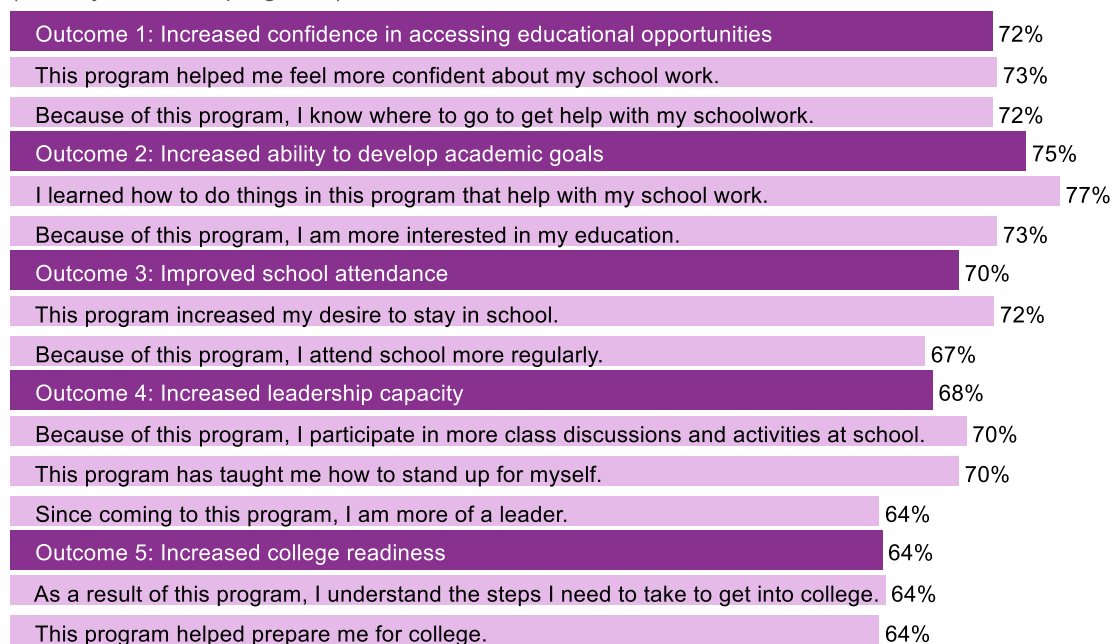 Outcome 1: Increased confidence in accessing educational opportunities 72%
This program helped me feel more confident about my school work. 73%
Because of this program, I know where to go to get help with my schoolwork. 72%
Outcome 2: Increased ability to develop academic goals 75%
I learned how to do things in this program that help with my school work. 77%
Because of this program, I am more interested in my education. 73%
Outcome 3: Improved school attendance 70%
This program increased my desire to stay in school. 72%
Because of this program, I attend school more regularly. 67%
Outcome 4: Increased leadership capacity 68%
Because of this program, I participate in more class discussions and activities at school. 70%
This program has taught me how to stand up for myself. 70%
Since coming to this program, I am more of a leader. 64%
Outcome 5: Increased college readiness 64%
As a result of this program, I understand the steps I need to take to get into college. 64%
This program helped prepare me for college. 64%